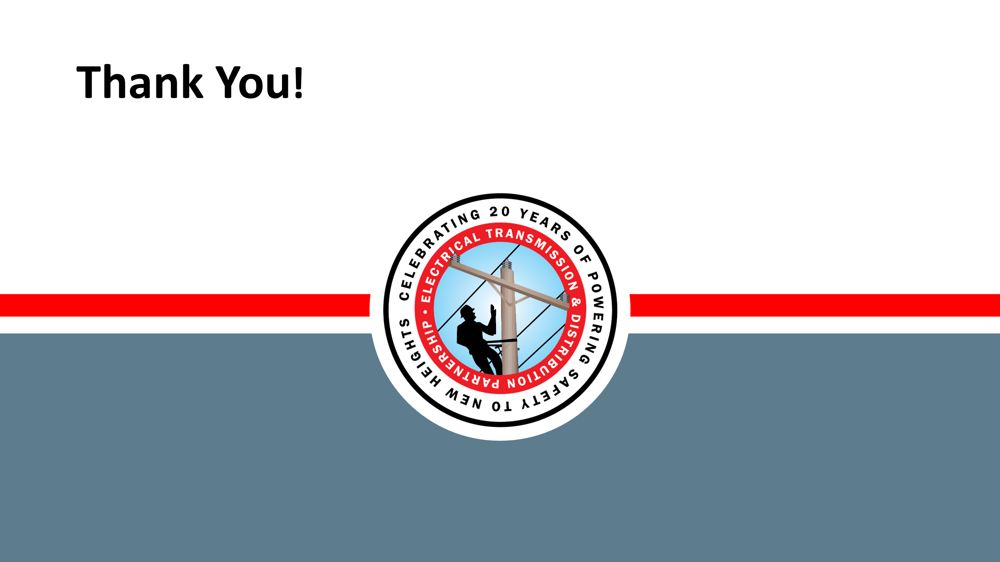 Thank You!
CELEBRATING 20 YEARS OF POWERING SAFETY TO NEW HEIGHTS
ELECTRICAL TRANSMISSION & DISTRIBUTION PARTNERSHIP •